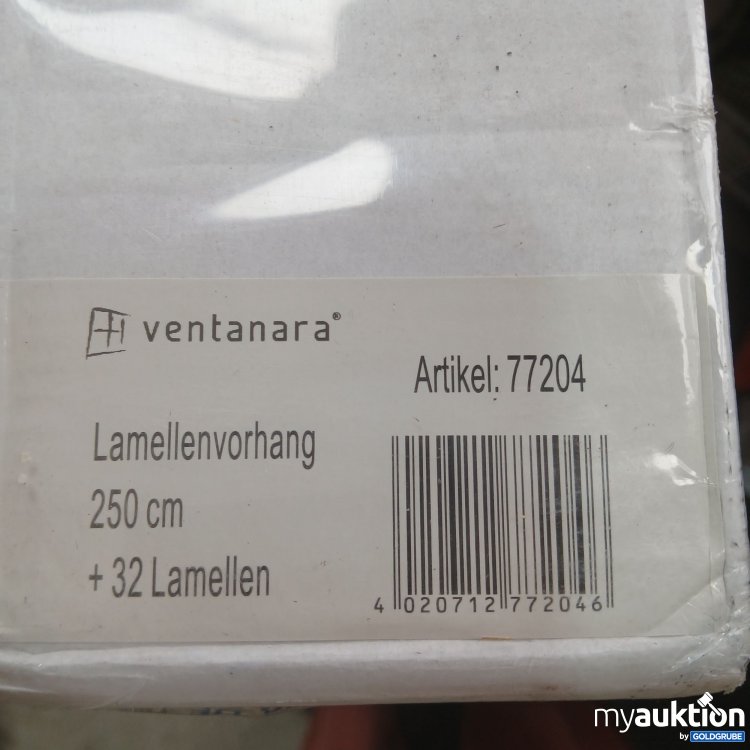 ventanara®
Artikel: 77204
Lamellenvorhang
250 cm
+ 32 Lamellen
4 020712 772046
myauktion
by GOLDGRUBE